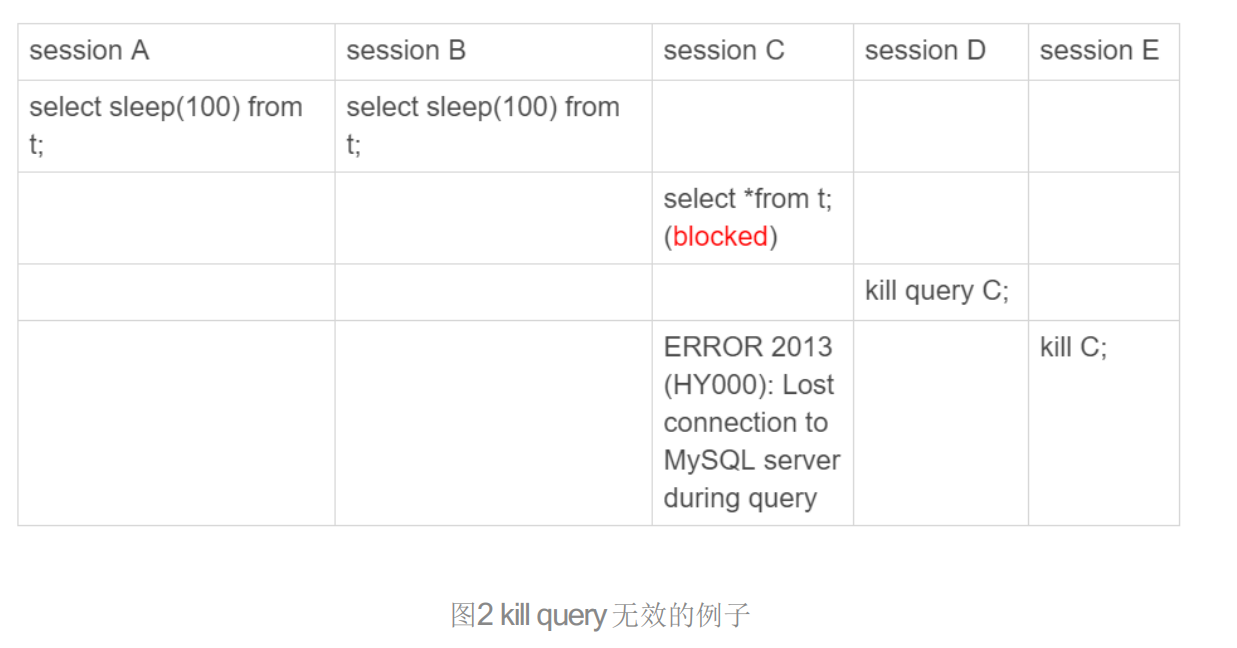 session A
session B
session C
session D
session E
select sleep(100) from
t;
select sleep(100) from
t;
select *from t;
(blocked)
kill query C;
ERROR 2013
(HY000): Lost
connection to
MySQL server
during query
kill C;
图2 kill query 无效的例子